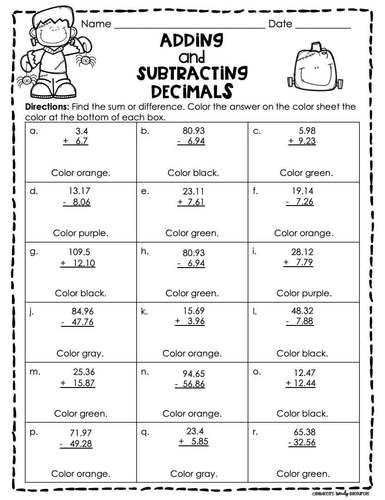 Name Date
ADDING
and
SUBTRACTING
DECIMALS
Directions: Find the sum or difference. Color the answer on the color sheet the
color at the bottom of each box.
a. 3.4 b. 80.93 c. 5.98
+ 6.7 - 6.94 + 9.23
Color orange. Color black. Color green.
d. 13.17 e. 23.11 f. 19.14
- 8.06 + 7.61 - 7.26
Color purple. Color green. Color orange.
g. 109.5 h. 80.93 i. 28.12
+ 12.10 - 6.94 + 7.79
Color black. Color green. Color purple.
j. 84.96 k. 15.69 l. 48.32
- 47.76 + 3.96 - 7.88
Color gray. Color orange. Color black.
m. 25.36 n. 94.65 o. 12.47
+ 15.87 - 56.86 + 12.44
Color green. Color orange. Color black.
p. 71.97 q. 23.4 r. 65.38
- 49.28 + 5.85 - 32.56
Color orange. Color orange. Color green.